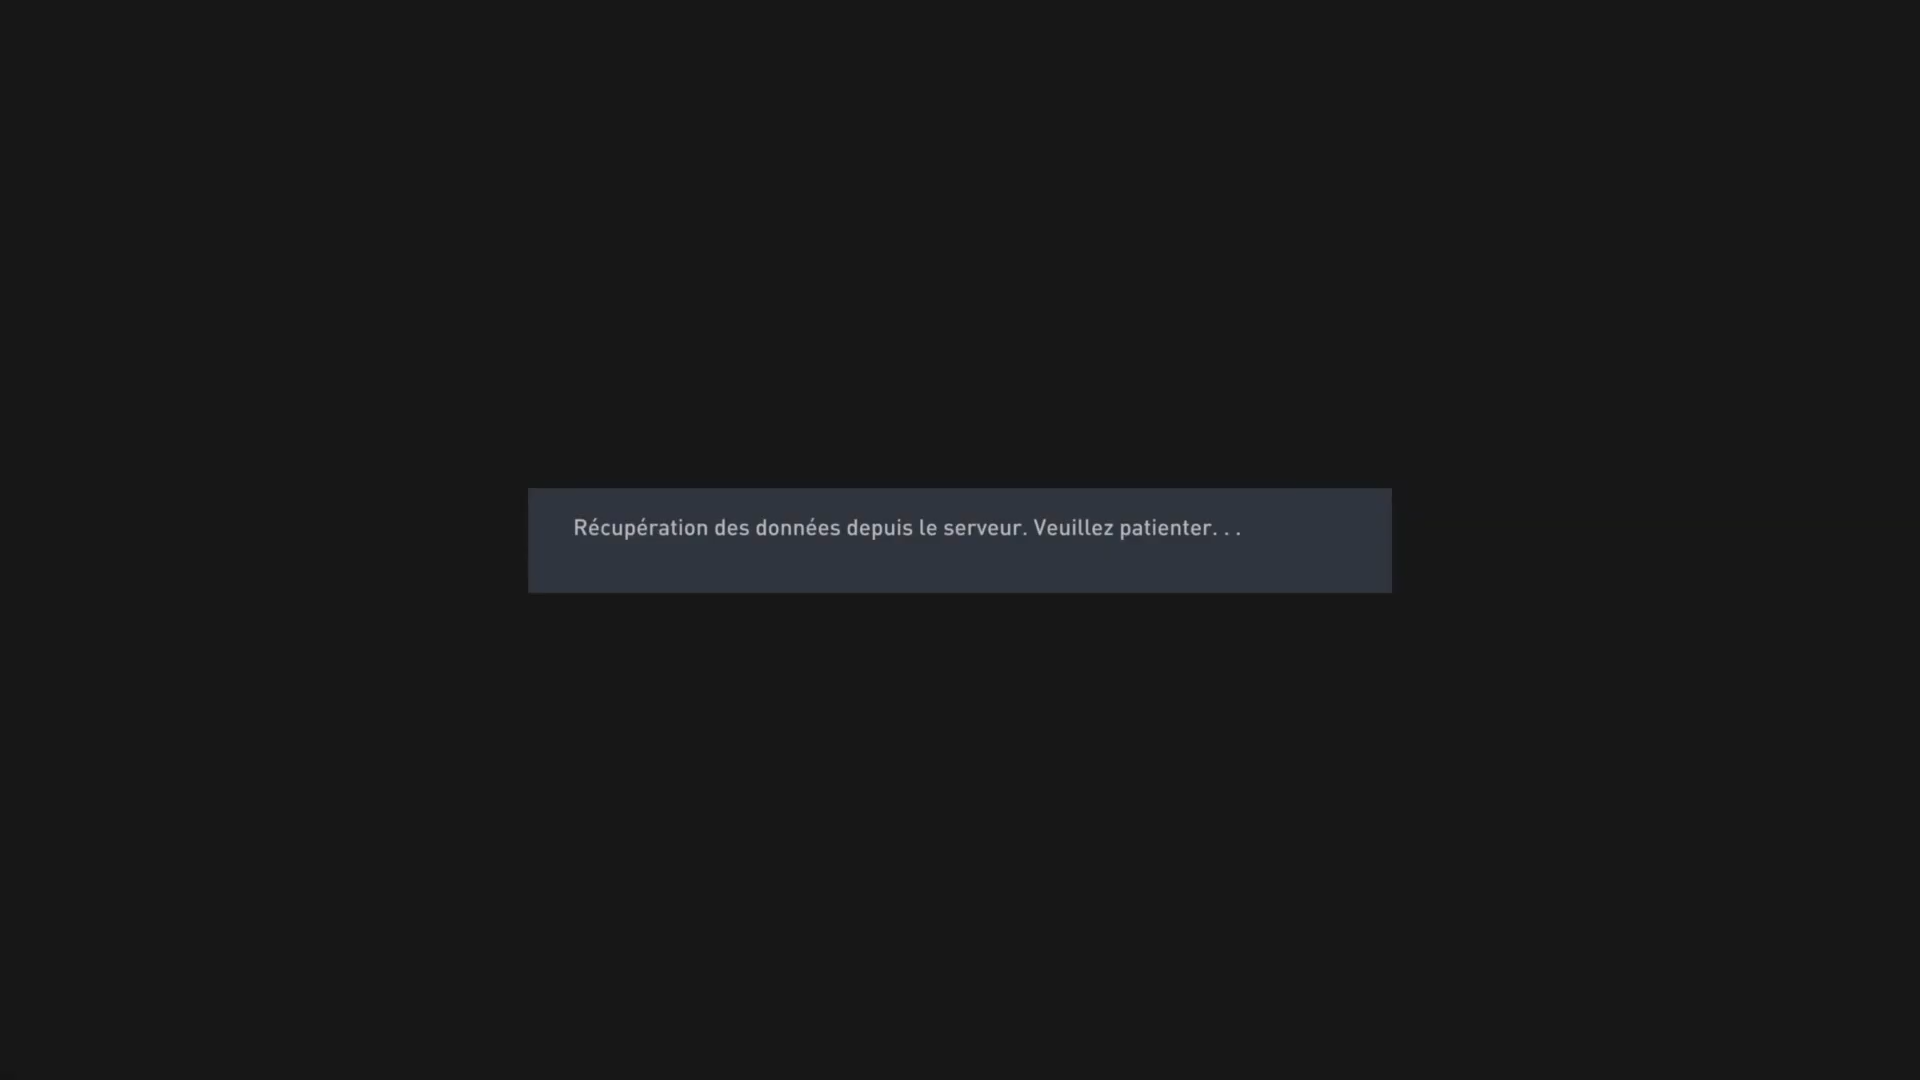 Récupération des données depuis le serveur. Veuillez patienter. . .